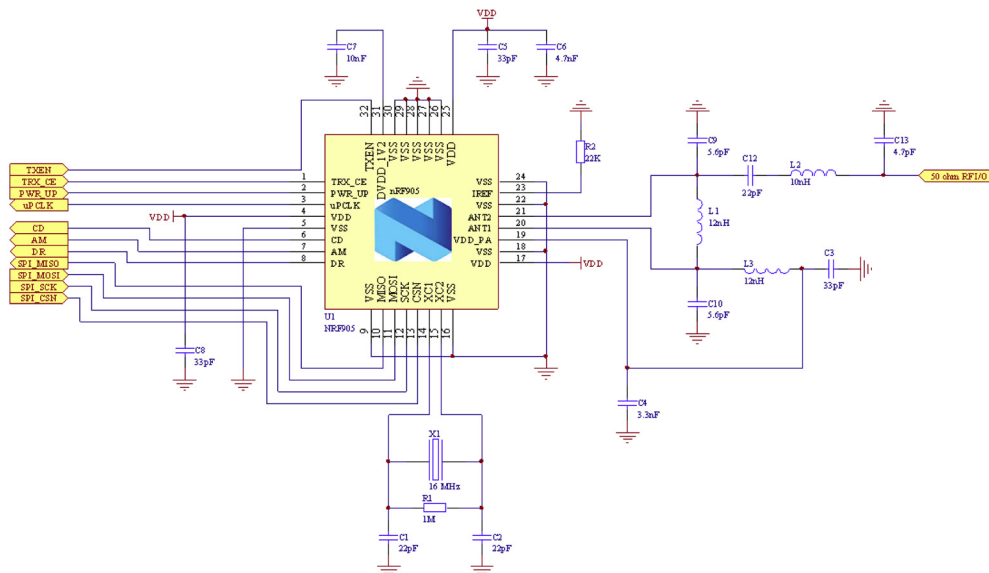 VDD
C7
10nF
C5
33pF
C6
4.7nF
32
31
30
29
28
27
26
25
TXEN
DVDD_1V2
VSS
VSS
VSS
VSS
VSS
VDD
R2
22K
C9
5.6pF
C12
22pF
L2
10nH
C13
4.7pF
50 ohm RFI/0
TXEN
TRX_CE
PWR_UP
uPCLK
CD
AM
DR
SPI_MISO
SPI_MOSI
SPI_SCK
SPI_CSN
VDD
1
2
3
4
5
6
7
8
TRX_CE
PWR_UP
uPCLK
VDD
VSS
CD
AM
DR
nRF905
VSS
IREF
VSS
ANT2
ANT1
VDD_PA
VSS
VDD
24
23
22
21
20
19
18
17
VDD
L1
12nH
L3
12nH
C3
33pF
C10
5.6pF
VSS
MISO
MOSI
SCK
CSN
XC1
XC2
VSS
U1
NRF905
9
10
11
12
13
14
15
16
C8
33pF
C4
3.3nF
X1
16 MHz
R1
1M
C1
22pF
C2
22pF